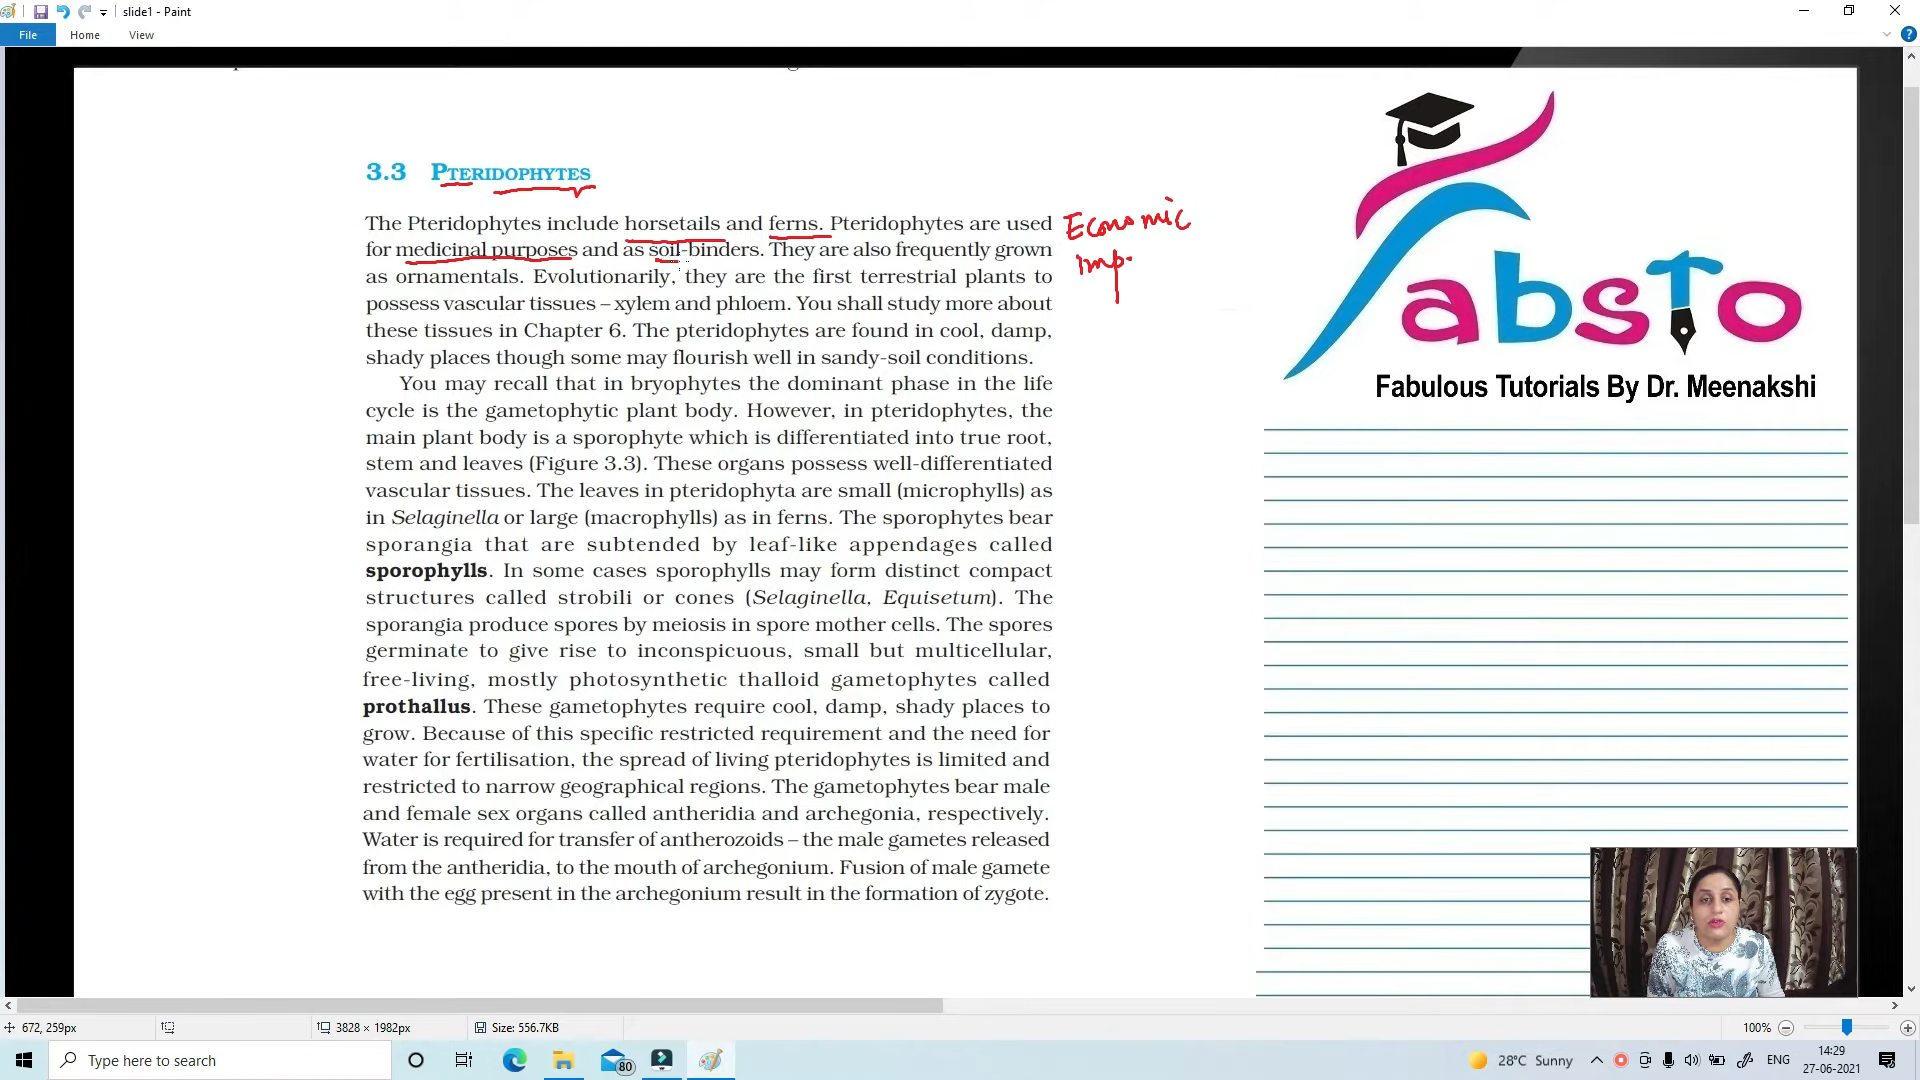 slide1 - Paint
File
Home
View
3.3 PTERIDOPHYTES
The Pteridophytes include horsetails and ferns. Pteridophytes are used
for medicinal purposes and as soil-binders. They are also frequently grown
as ornamentals. Evolutionarily, they are the first terrestrial plants to
possess vascular tissues – xylem and phloem. You shall study more about
these tissues in Chapter 6. The pteridophytes are found in cool, damp,
shady places though some may flourish well in sandy-soil conditions.
You may recall that in bryophytes the dominant phase in the life
cycle is the gametophytic plant body. However, in pteridophytes, the
main plant body is a sporophyte which is differentiated into true root,
stem and leaves (Figure 3.3). These organs possess well-differentiated
vascular tissues. The leaves in pteridophyta are small (microphylls) as
in Selaginella or large (macrophylls) as in ferns. The sporophytes bear
sporangia that are subtended by leaf-like appendages called
sporophylls. In some cases sporophylls may form distinct compact
structures called strobili or cones (Selaginella, Equisetum). The
sporangia produce spores by meiosis in spore mother cells. The spores
germinate to give rise to inconspicuous, small but multicellular,
free-living, mostly photosynthetic thalloid gametophytes called
prothallus. These gametophytes require cool, damp, shady places to
grow. Because of this specific restricted requirement and the need for
water for fertilisation, the spread of living pteridophytes is limited and
restricted to narrow geographical regions. The gametophytes bear male
and female sex organs called antheridia and archegonia, respectively.
Water is required for transfer of antherozoids – the male gametes released
from the antheridia, to the mouth of archegonium. Fusion of male gamete
with the egg present in the archegonium result in the formation of zygote.
Economic
imp.
Fabsto
Fabulous Tutorials By Dr. Meenakshi
672, 259px
3828 × 1982px
Size: 556.7KB
100%
Type here to search
80
28°C Sunny
ENG
14:29
27-06-2021